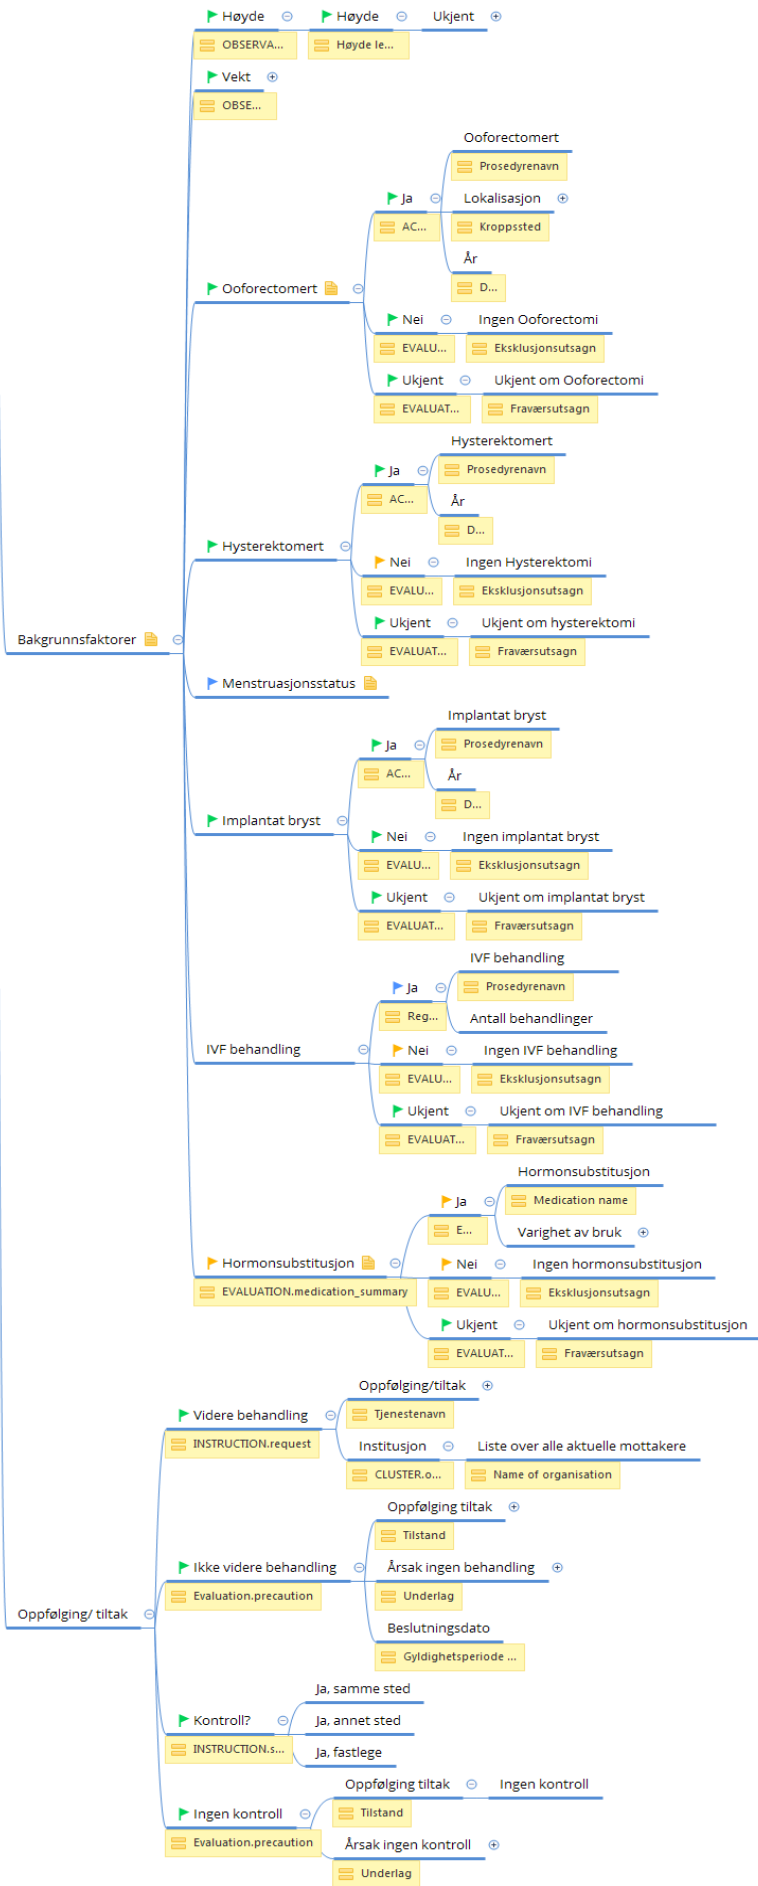 Høyde
Høyde
Ukjent
OBSERVA...
Høyde le...
Vekt
OBSE...
Ooforectomert
Prosedyrenavn
Ja
Lokalisasjon
AC...
Kroppssted
År
D...
Ooforectomert
Nei
Ingen Ooforectomi
EVALU...
Eksklusjonsutsagn
Ukjent
Ukjent om Ooforectomi
EVALUAT...
Fraværsutsagn
Hysterektomert
Ja
Prosedyrenavn
AC...
År
D...
Hysterektomert
Nei
Ingen Hysterektomi
EVALU...
Eksklusjonsutsagn
Ukjent
Ukjent om hysterektomi
EVALUAT...
Fraværsutsagn
Bakgrunnsfaktorer
Menstruasjonsstatus
Implantat bryst
Ja
Prosedyrenavn
AC...
År
D...
Implantat bryst
Nei
Ingen implantat bryst
EVALU...
Eksklusjonsutsagn
Ukjent
Ukjent om implantat bryst
EVALUAT...
Fraværsutsagn
IVF behandling
Ja
Prosedyrenavn
Reg...
Antall behandlinger
IVF behandling
Nei
Ingen IVF behandling
EVALU...
Eksklusjonsutsagn
Ukjent
Ukjent om IVF behandling
EVALUAT...
Fraværsutsagn
Hormonsubstitusjon
Ja
Medication name
E...
Varighet av bruk
Hormonsubstitusjon
EVALUATION.medication_summary
Nei
Ingen hormonsubstitusjon
EVALU...
Eksklusjonsutsagn
Ukjent
Ukjent om hormonsubstitusjon
EVALUAT...
Fraværsutsagn
Oppfølging/tiltak
Videre behandling
Tjenestenavn
INSTRUCTION.request
Institusjon
Liste over alle aktuelle mottakere
CLUSTER.o...
Name of organisation
Oppfølging tiltak
Tilstand
Ikke videre behandling
Årsak ingen behandling
Evaluation.precaution
Underlag
Beslutningsdato
Gyldighetsperiode ...
Oppfølging/ tiltak
Ja, samme sted
Kontroll?
Ja, annet sted
INSTRUCTION.s...
Ja, fastlege
Oppfølging tiltak
Ingen kontroll
Ingen kontroll
Tilstand
Evaluation.precaution
Årsak ingen kontroll
Underlag